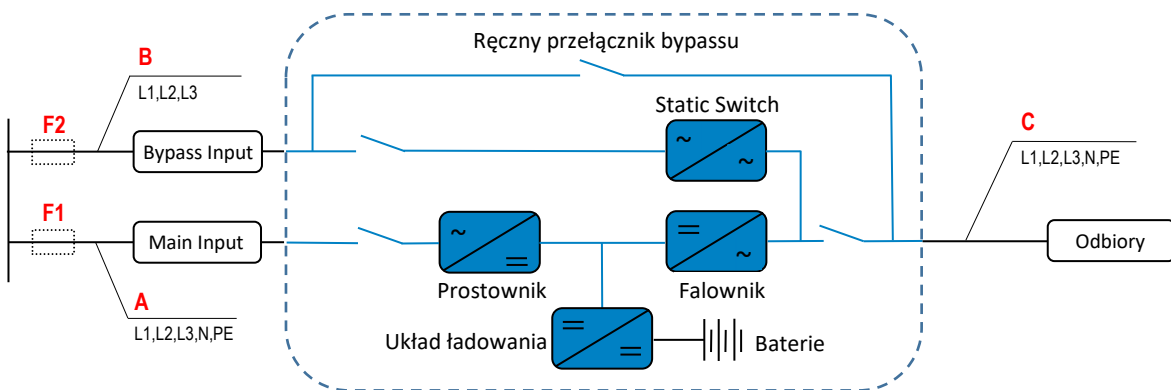 Ręczny przełącznik bypassu
B
L1,L2,L3
Static Switch
F2
Bypass Input
C
L1,L2,L3,N,PE
F1
Main Input
Odbiory
Prostownik
Falownik
A
L1,L2,L3,N,PE
Układ ładowania
Baterie